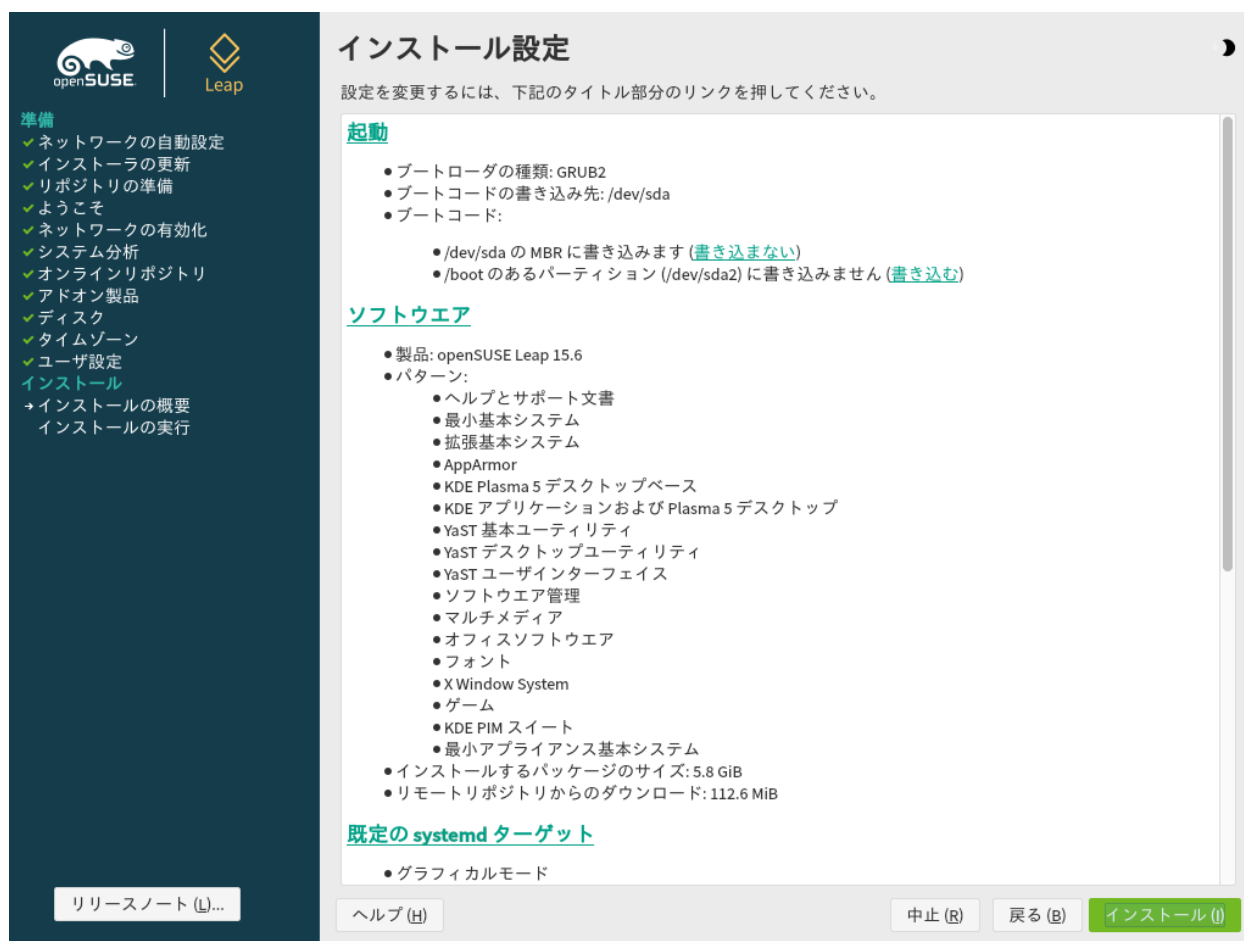 openSUSE.
Leap
準備
ネットワークの自動設定
インストーラの更新
リポジトリの準備
ようこそ
ネットワークの有効化
システム分析
オンラインリポジトリ
アドオン製品
ディスク
タイムゾーン
ユーザ設定
インストール
インストールの概要
インストールの実行
リリースノート (L)...
インストール設定
設定を変更するには、下記のタイトル部分のリンクを押してください。
起動
ブートローダの種類: GRUB2
ブートコードの書き込み先: /dev/sda
ブートコード:
/dev/sda の MBR に書き込みます (書き込まない)
/boot のあるパーティション (/dev/sda2) に書き込みません (書き込む)
ソフトウエア
製品: openSUSE Leap 15.6
パターン:
ヘルプとサポート文書
最小基本システム
拡張基本システム
AppArmor
KDE Plasma 5 デスクトップベース
KDE アプリケーションおよび Plasma 5 デスクトップ
YaST 基本ユーティリティ
YaST デスクトップユーティリティ
YaST ユーザインターフェイス
ソフトウエア管理
マルチメディア
オフィスソフトウエア
フォント
X Window System
ゲーム
KDE PIM スイート
最小アプライアンス基本システム
インストールするパッケージのサイズ: 5.8 GiB
リモートリポジトリからのダウンロード: 112.6 MiB
既定の systemd ターゲット
グラフィカルモード
ヘルプ (H)
中止 (R)
戻る (B)
インストール (I)